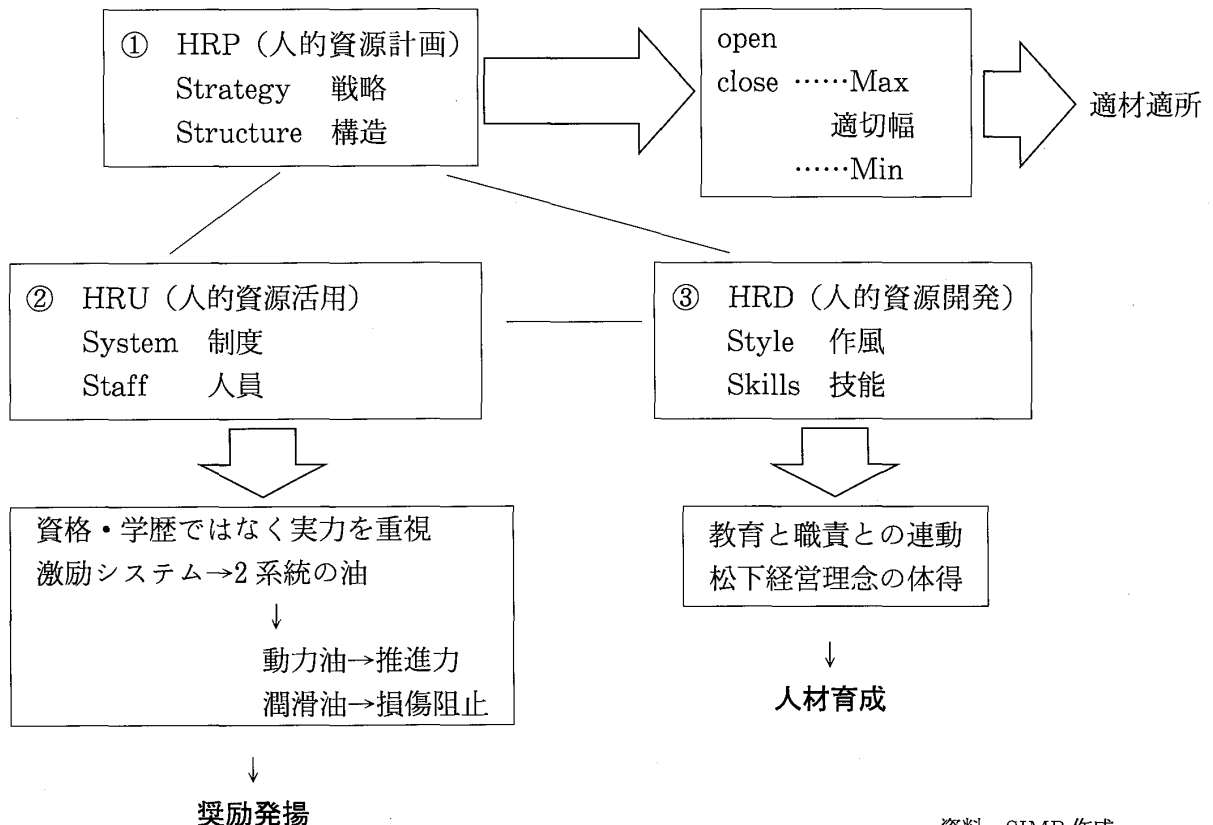 ① HRP（人的資源計画）
Strategy 戦略
Structure 構造
open
close ……Max
適切幅
……Min
適材適所
② HRU（人的資源活用）
System 制度
Staff 人員
③ HRD（人的資源開発）
Style 作風
Skills 技能
資格・学歴ではなく実力を重視
激励システム→2系統の油
↓
動力油→推進力
潤滑油→損傷阻止
↓
奨励発揚
教育と職責との連動
松下経営理念の体得
↓
人材育成